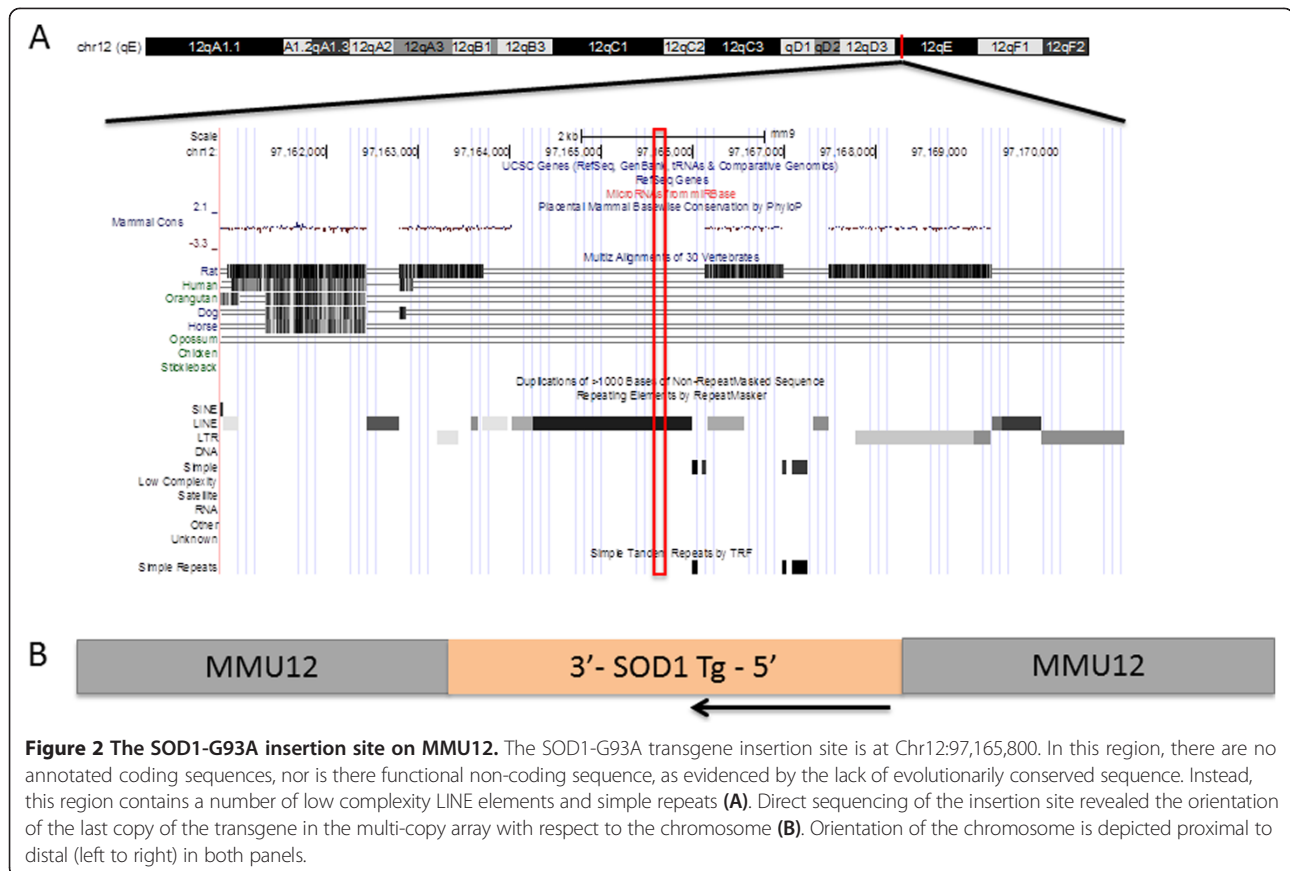 A
chr12 (qE) 12qA1.1 A1.2 qA1.3 12qA2 12qA3 12qB1 12qB3 12qC1 12qC2 12qC3 qD1 qD2 12qD3 12qE 12qF1 12qF2
Scale 2 kb mm9
chr12: 97,162,000 97,163,000 97,164,000 97,165,000 97,166,000 97,167,000 97,168,000 97,169,000 97,170,000
UCSC Genes (RefSeq, GenBank, tRNAs & Comparative Genomics)
RefSeq Genes
MicroRNAs from miRBase
Placental Mammal Basewise Conservation by PhyloP
2.1 _
Mammal Cons
-3.3 _
Multiz Alignments of 30 Vertebrates
Rat
Human
Orangutan
Dog
Horse
Opossum
Chicken
Stickleback
Duplications of >1000 Bases of Non-RepeatMasked Sequence
Repeating Elements by RepeatMasker
SINE
LINE
LTR
DNA
Simple
Low Complexity
Satellite
RNA
Other
Unknown
Simple Tandem Repeats by TRF
Simple Repeats
B
MMU12 3’- SOD1 Tg - 5’ MMU12
Figure 2 The SOD1-G93A insertion site on MMU12. The SOD1-G93A transgene insertion site is at Chr12:97,165,800. In this region, there are no
annotated coding sequences, nor is there functional non-coding sequence, as evidenced by the lack of evolutionarily conserved sequence. Instead,
this region contains a number of low complexity LINE elements and simple repeats (A). Direct sequencing of the insertion site revealed the orientation
of the last copy of the transgene in the multi-copy array with respect to the chromosome (B). Orientation of the chromosome is depicted proximal to
distal (left to right) in both panels.